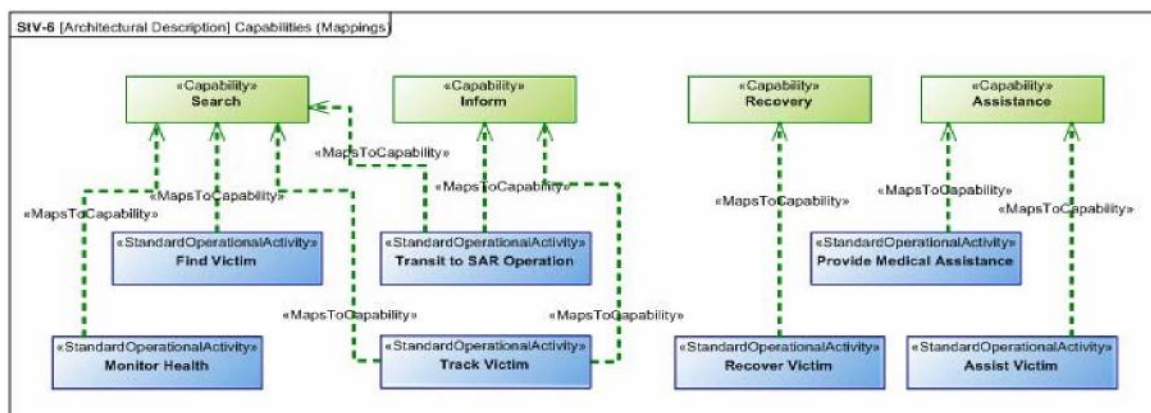 StV-6 [Architectural Description] Capabilities (Mappings)
«Capability»
Search
«Capability»
Inform
«Capability»
Recovery
«Capability»
Assistance
«MapsToCapability»
«MapsToCapability»
«MapsToCapability»
«MapsToCapability»
«MapsToCapability»
«MapsToCapability»
«MapsToCapability»
«MapsToCapability»
«StandardOperationalActivity»
Find Victim
«StandardOperationalActivity»
Transit to SAR Operation
«StandardOperationalActivity»
Provide Medical Assistance
«MapsToCapability»
«MapsToCapability»
«StandardOperationalActivity»
Monitor Health
«StandardOperationalActivity»
Track Victim
«StandardOperationalActivity»
Recover Victim
«StandardOperationalActivity»
Assist Victim